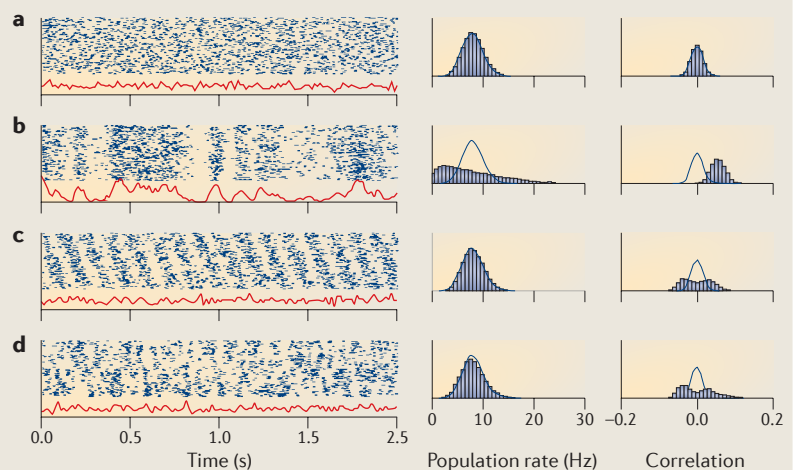 a
b
c
d
0.0 0.5 1.0 1.5 2.5
0 10 20 30
–0.2 0.0 0.2
Time (s)
Population rate (Hz)
Correlation